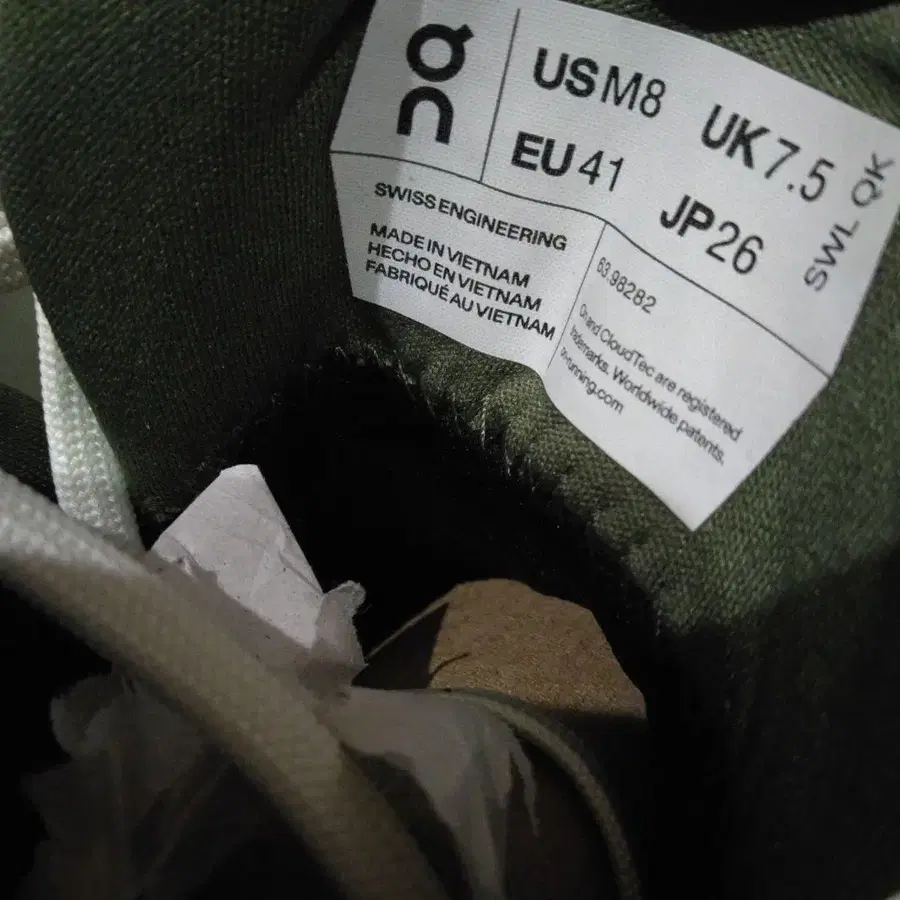 On
US M8
UK 7.5
EU 41
JP 26
SWL QK
SWISS ENGINEERING
MADE IN VIETNAM
HECHO EN VIETNAM
FABRIQUÉ AU VIETNAM
63.98282
On and CloudTec are registered
trademarks. Worldwide patents.
on-running.com